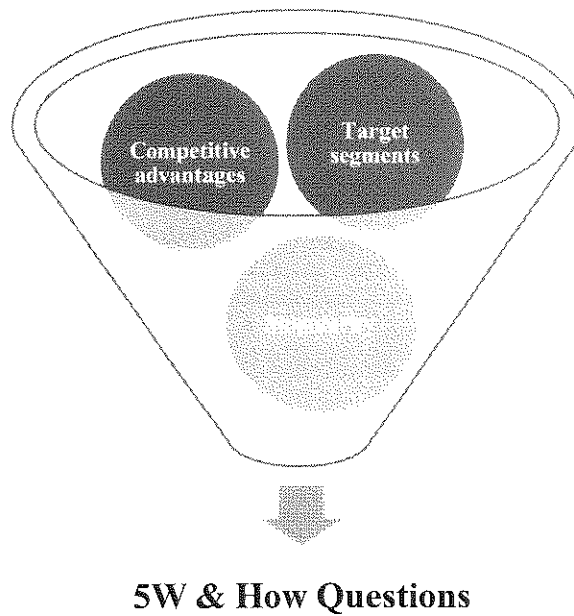 Competitive
advantages
Target
segments
5W & How Questions